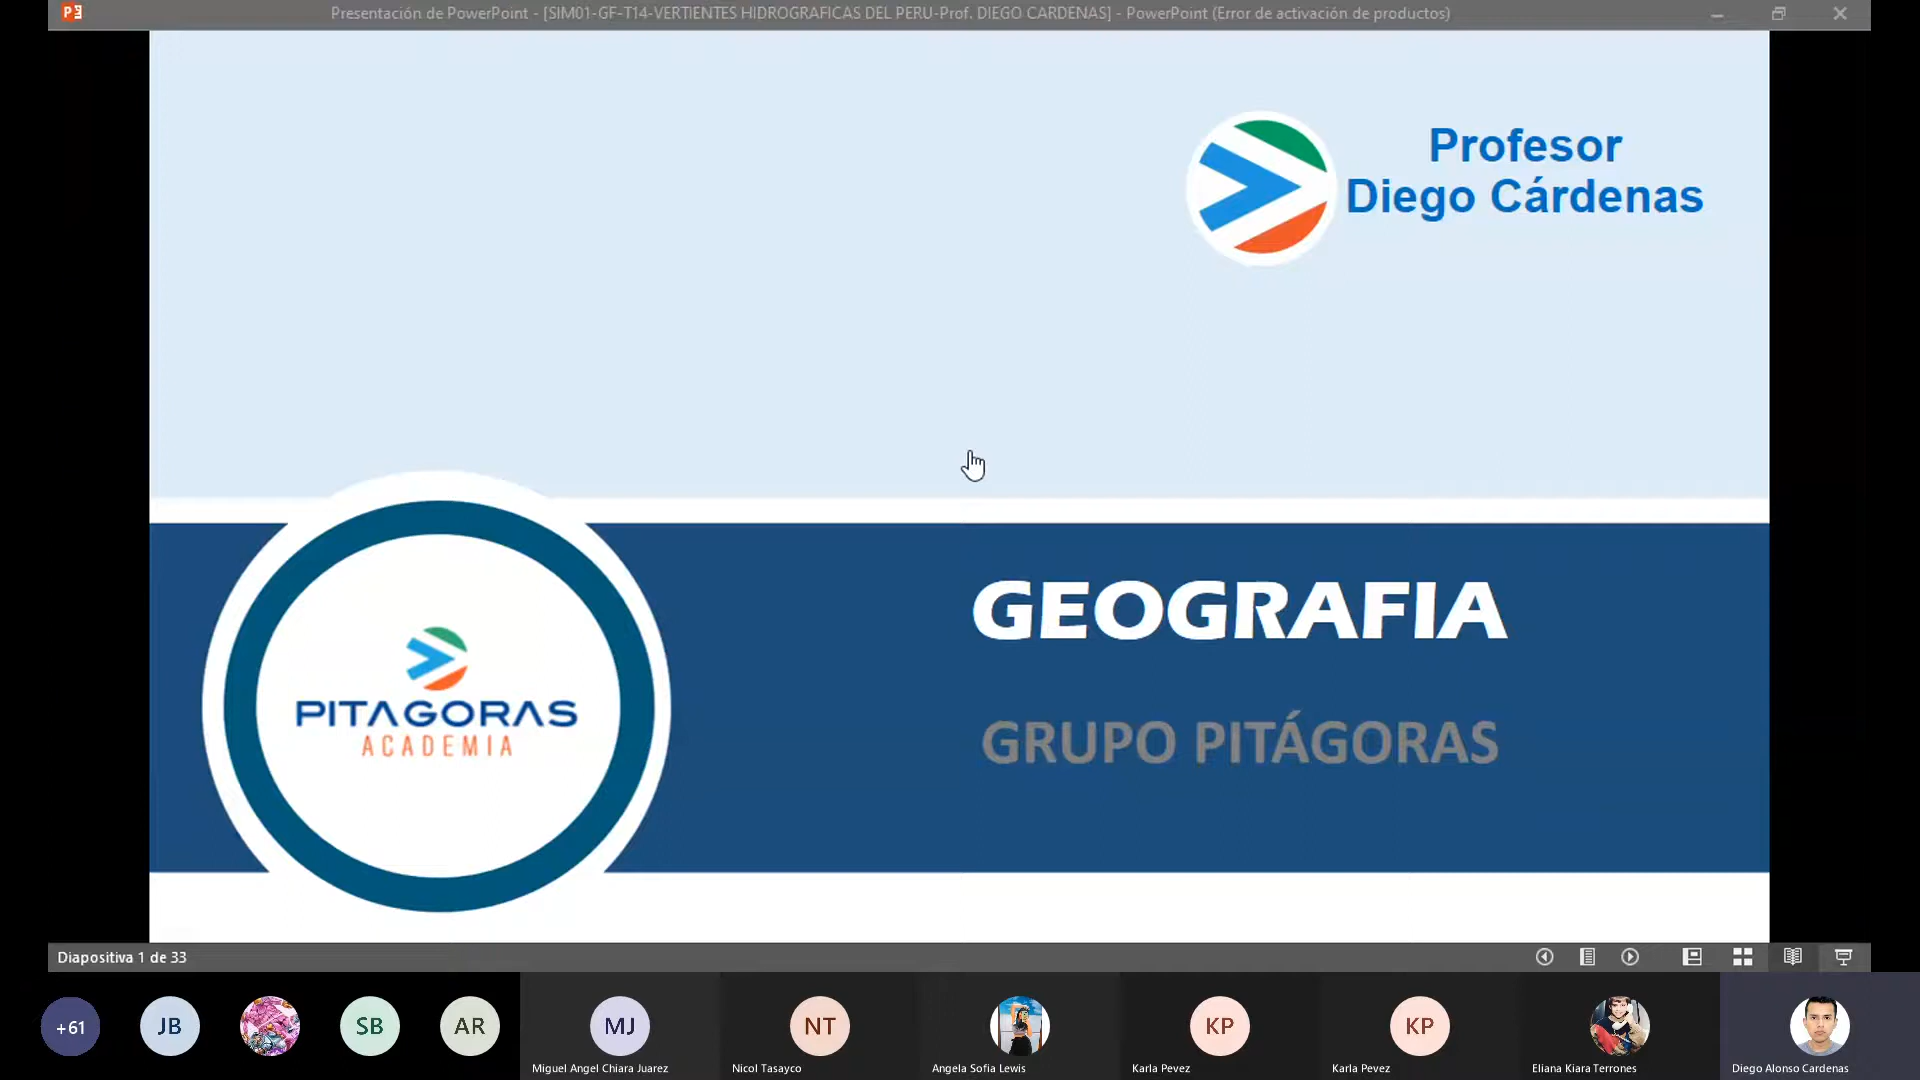 Presentación de PowerPoint - [SIM01-GF-T14-VERTIENTES HIDROGRAFICAS DEL PERU-Prof. DIEGO CARDENAS] - PowerPoint (Error de activación de productos)
Profesor
Diego Cárdenas
GEOGRAFIA
GRUPO PITÁGORAS
PITAGORAS
ACADEMIA
Diapositiva 1 de 33
+61
JB
SB
AR
MJ
NT
KP
KP
Miguel Angel Chiara Juarez
Nicol Tasayco
Angela Sofia Lewis
Karla Pevez
Karla Pevez
Eliana Kiara Terrones
Diego Alonso Cardenas